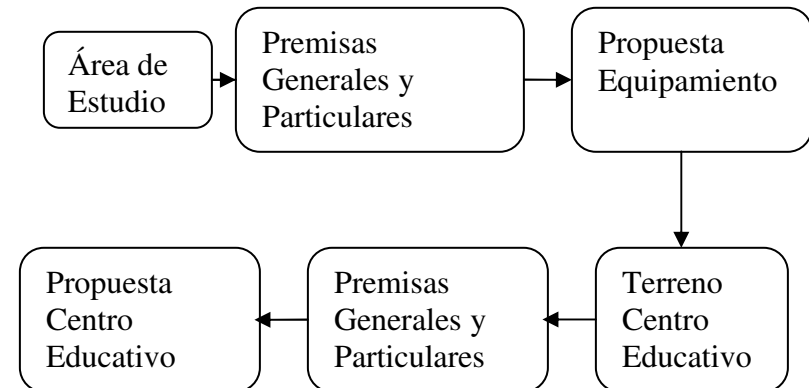 Área de
Estudio
Premisas
Generales y
Particulares
Propuesta
Equipamiento
Terreno
Centro
Educativo
Premisas
Generales y
Particulares
Propuesta
Centro
Educativo